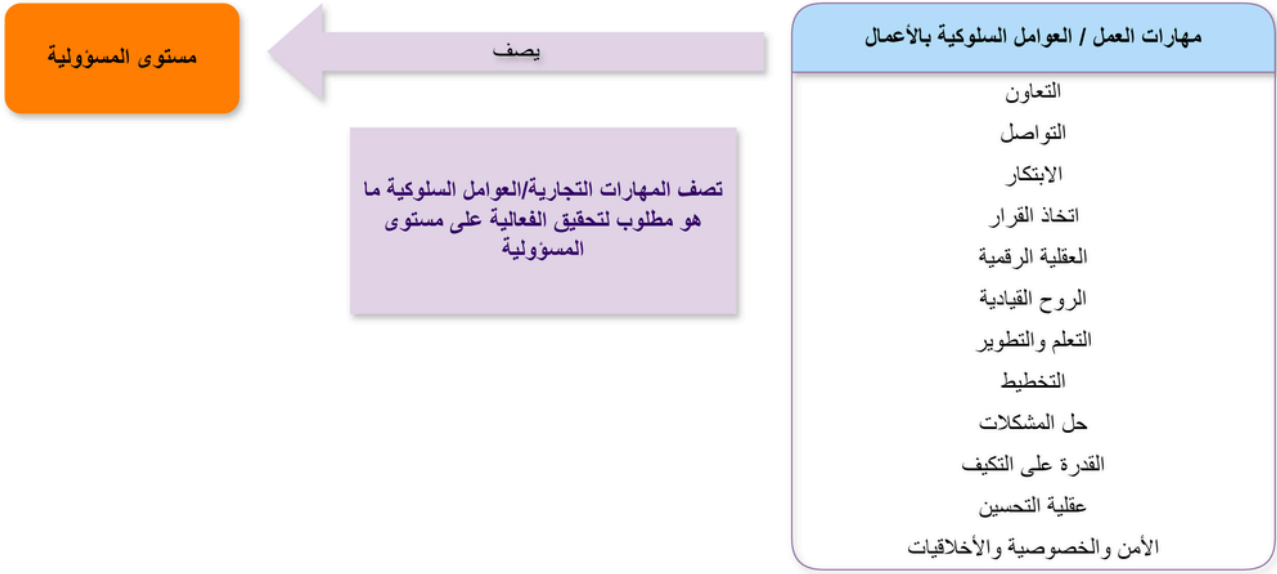 مهارات العمل / العوامل السلوكية بالأعمال
التعاون
التواصل
الابتكار
اتخاذ القرار
العقلية الرقمية
الروح القيادية
التعلم والتطوير
التخطيط
حل المشكلات
القدرة على التكيف
عقلية التحسين
الأمن والخصوصية والأخلاقيات
يصف
تصف المهارات التجارية/العوامل السلوكية ما
هو مطلوب لتحقيق الفعالية على مستوى
المسؤولية
مستوى المسؤولية